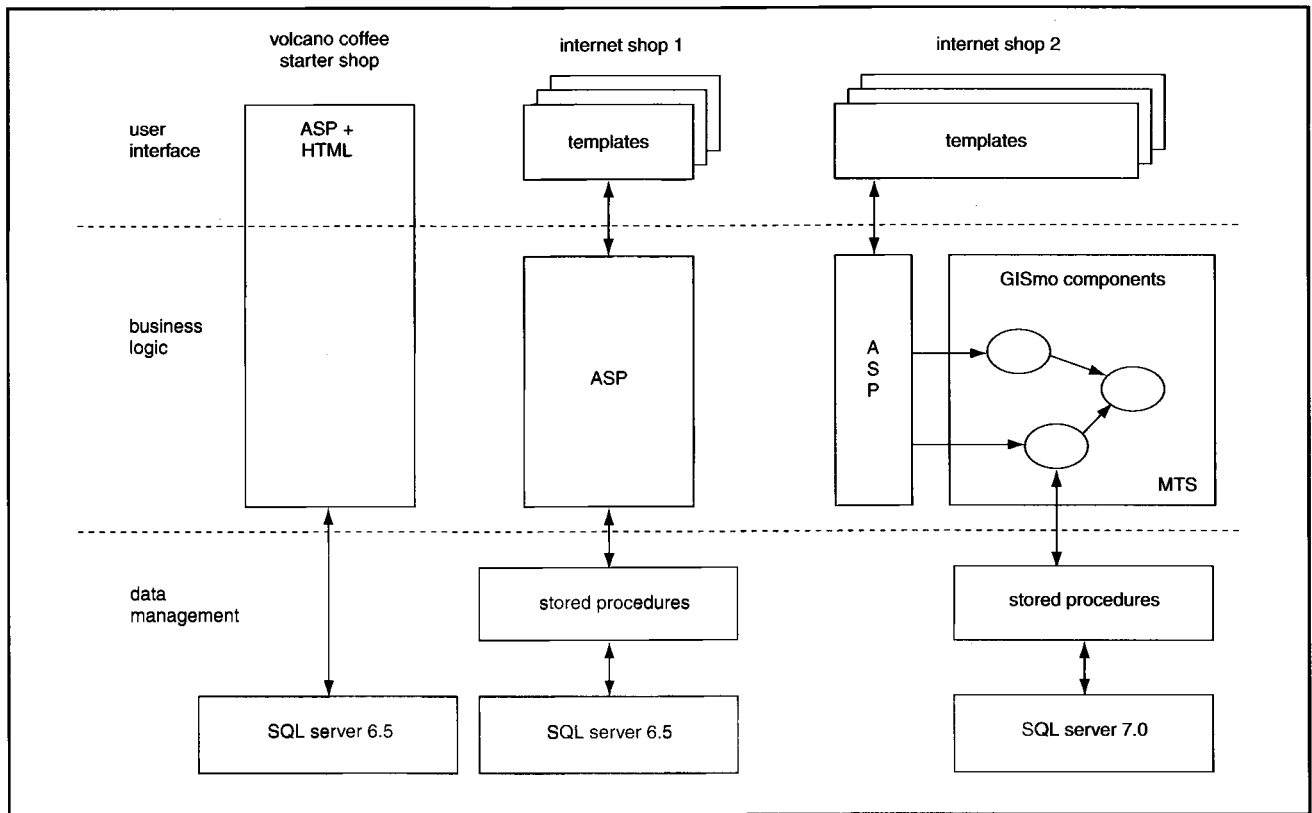 volcano coffee
starter shop
internet shop 1
internet shop 2
user
interface
ASP +
HTML
templates
templates
business
logic
ASP
A
S
P
GISmo components
MTS
data
management
stored procedures
stored procedures
SQL server 6.5
SQL server 6.5
SQL server 7.0